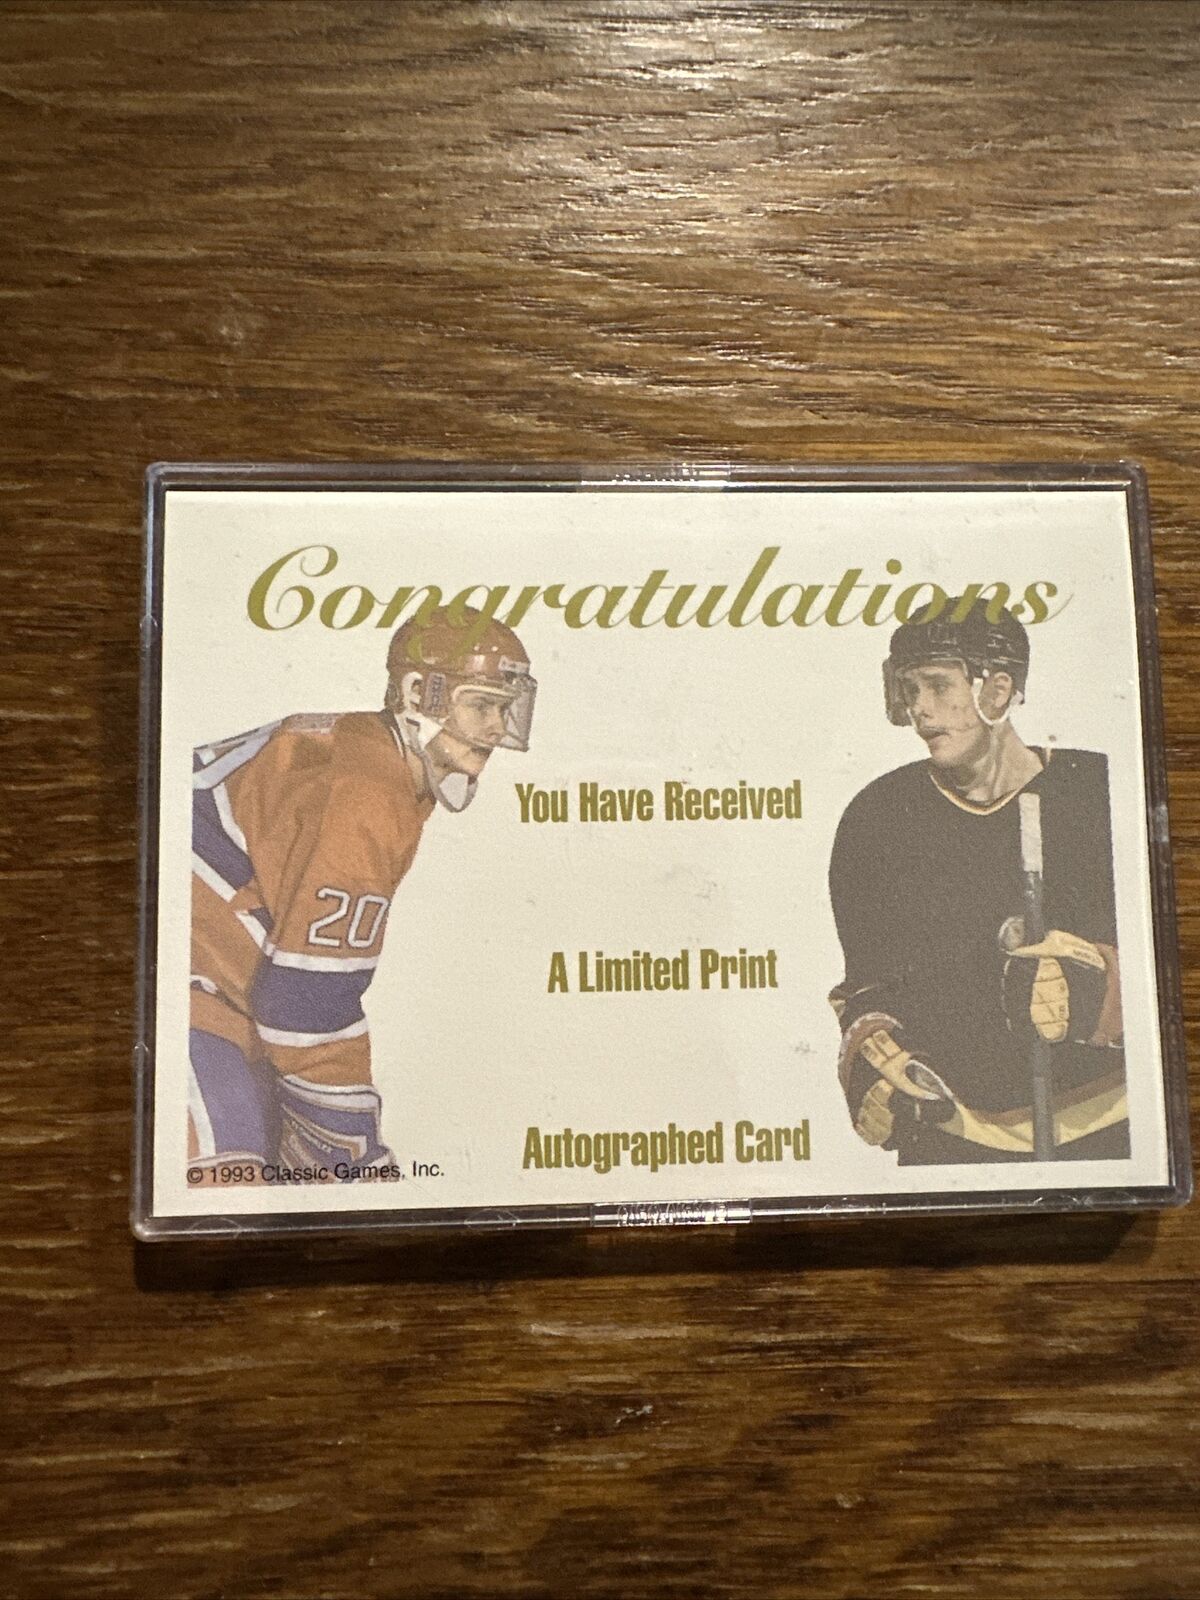 Congratulations
You Have Received
20
A Limited Print
Autographed Card
© 1993 Classic Games, Inc.